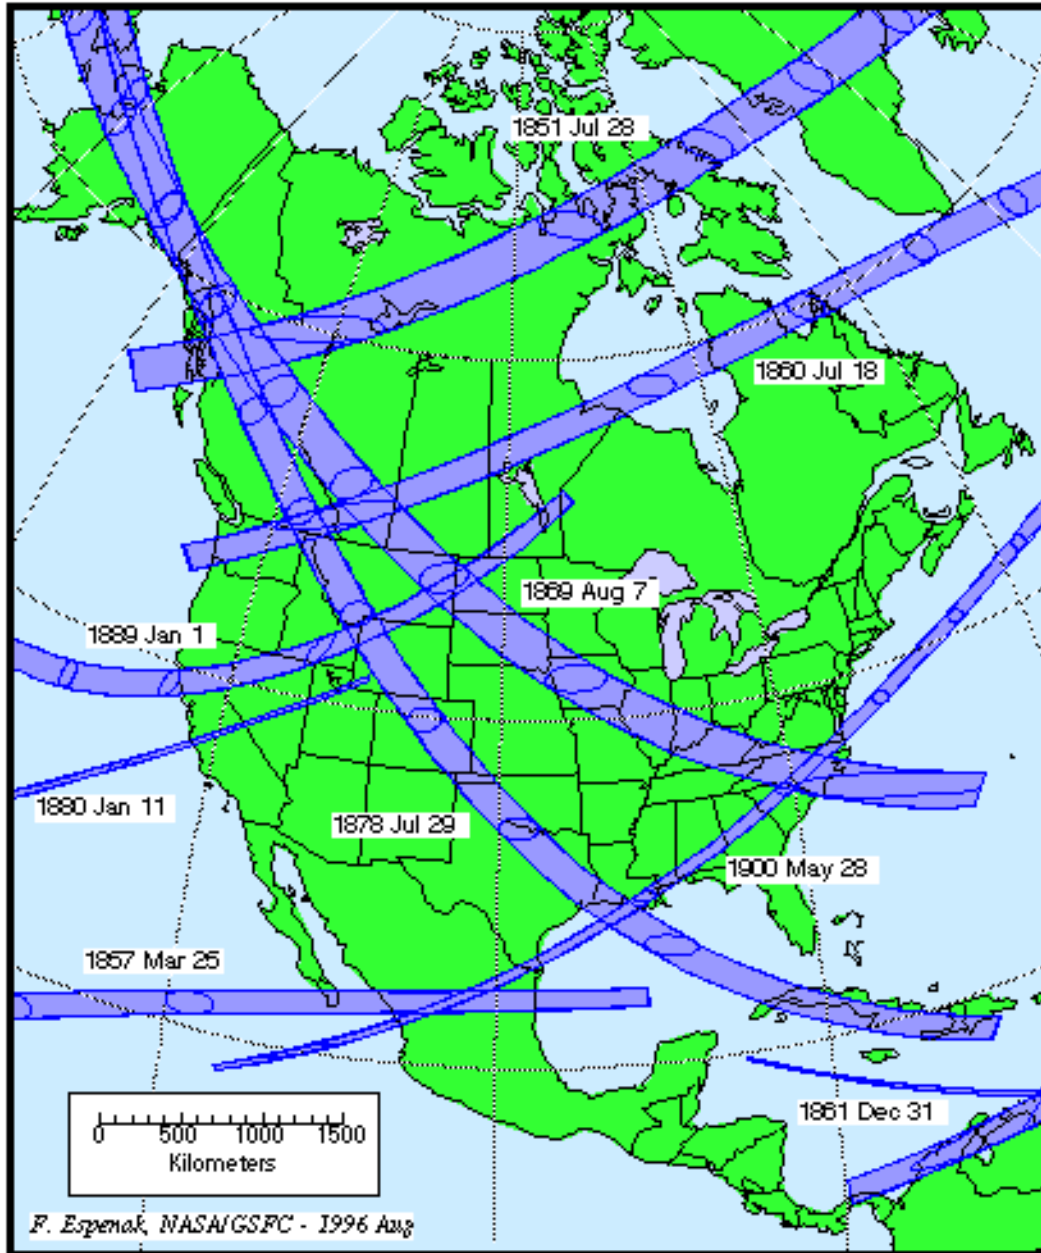 1851 Jul 28
1860 Jul 18
1869 Aug 7
1889 Jan 1
1880 Jan 11
1878 Jul 29
1900 May 28
1857 Mar 25
1861 Dec 31
0 500 1000 1500
Kilometers
F. Espenak, NASA/GSFC - 1996 Aug